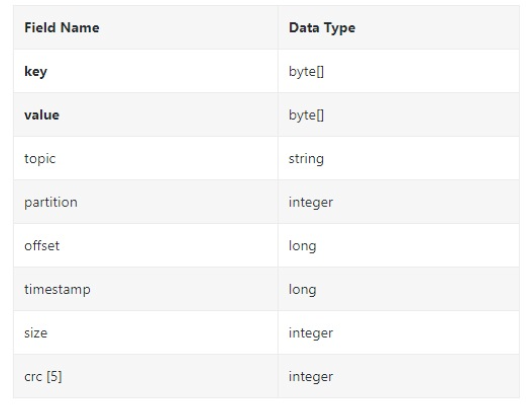 Field Name Data Type
key byte[]
value byte[]
topic string
partition integer
offset long
timestamp long
size integer
crc [5] integer